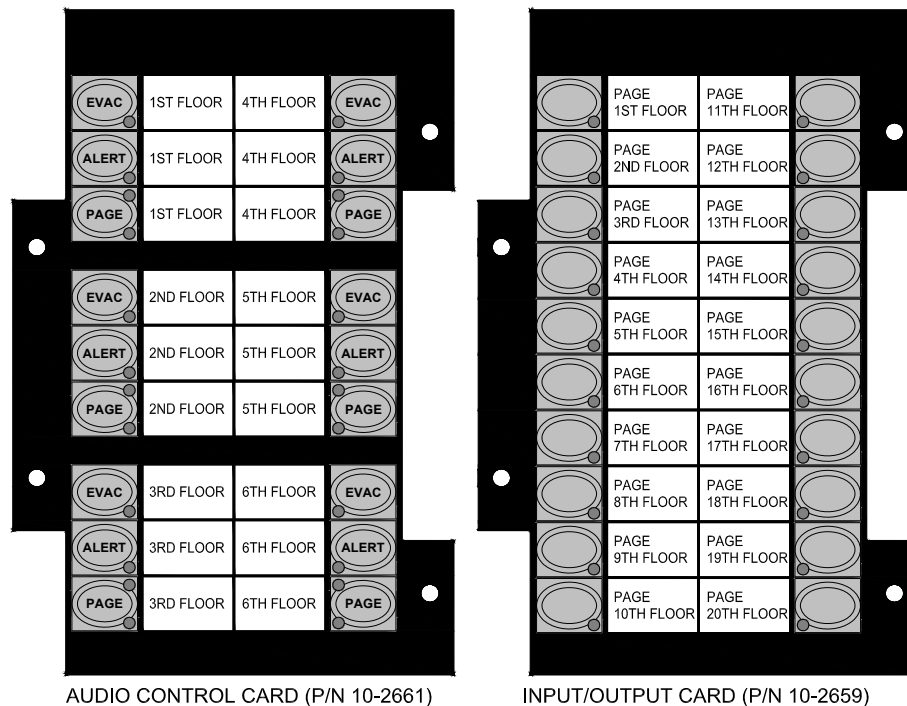 EVAC 1ST FLOOR 4TH FLOOR EVAC
ALERT 1ST FLOOR 4TH FLOOR ALERT
PAGE 1ST FLOOR 4TH FLOOR PAGE
EVAC 2ND FLOOR 5TH FLOOR EVAC
ALERT 2ND FLOOR 5TH FLOOR ALERT
PAGE 2ND FLOOR 5TH FLOOR PAGE
EVAC 3RD FLOOR 6TH FLOOR EVAC
ALERT 3RD FLOOR 6TH FLOOR ALERT
PAGE 3RD FLOOR 6TH FLOOR PAGE
AUDIO CONTROL CARD (P/N 10-2661)
PAGE PAGE
1ST FLOOR 11TH FLOOR
PAGE PAGE
2ND FLOOR 12TH FLOOR
PAGE PAGE
3RD FLOOR 13TH FLOOR
PAGE PAGE
4TH FLOOR 14TH FLOOR
PAGE PAGE
5TH FLOOR 15TH FLOOR
PAGE PAGE
6TH FLOOR 16TH FLOOR
PAGE PAGE
7TH FLOOR 17TH FLOOR
PAGE PAGE
8TH FLOOR 18TH FLOOR
PAGE PAGE
9TH FLOOR 19TH FLOOR
PAGE PAGE
10TH FLOOR 20TH FLOOR
INPUT/OUTPUT CARD (P/N 10-2659)